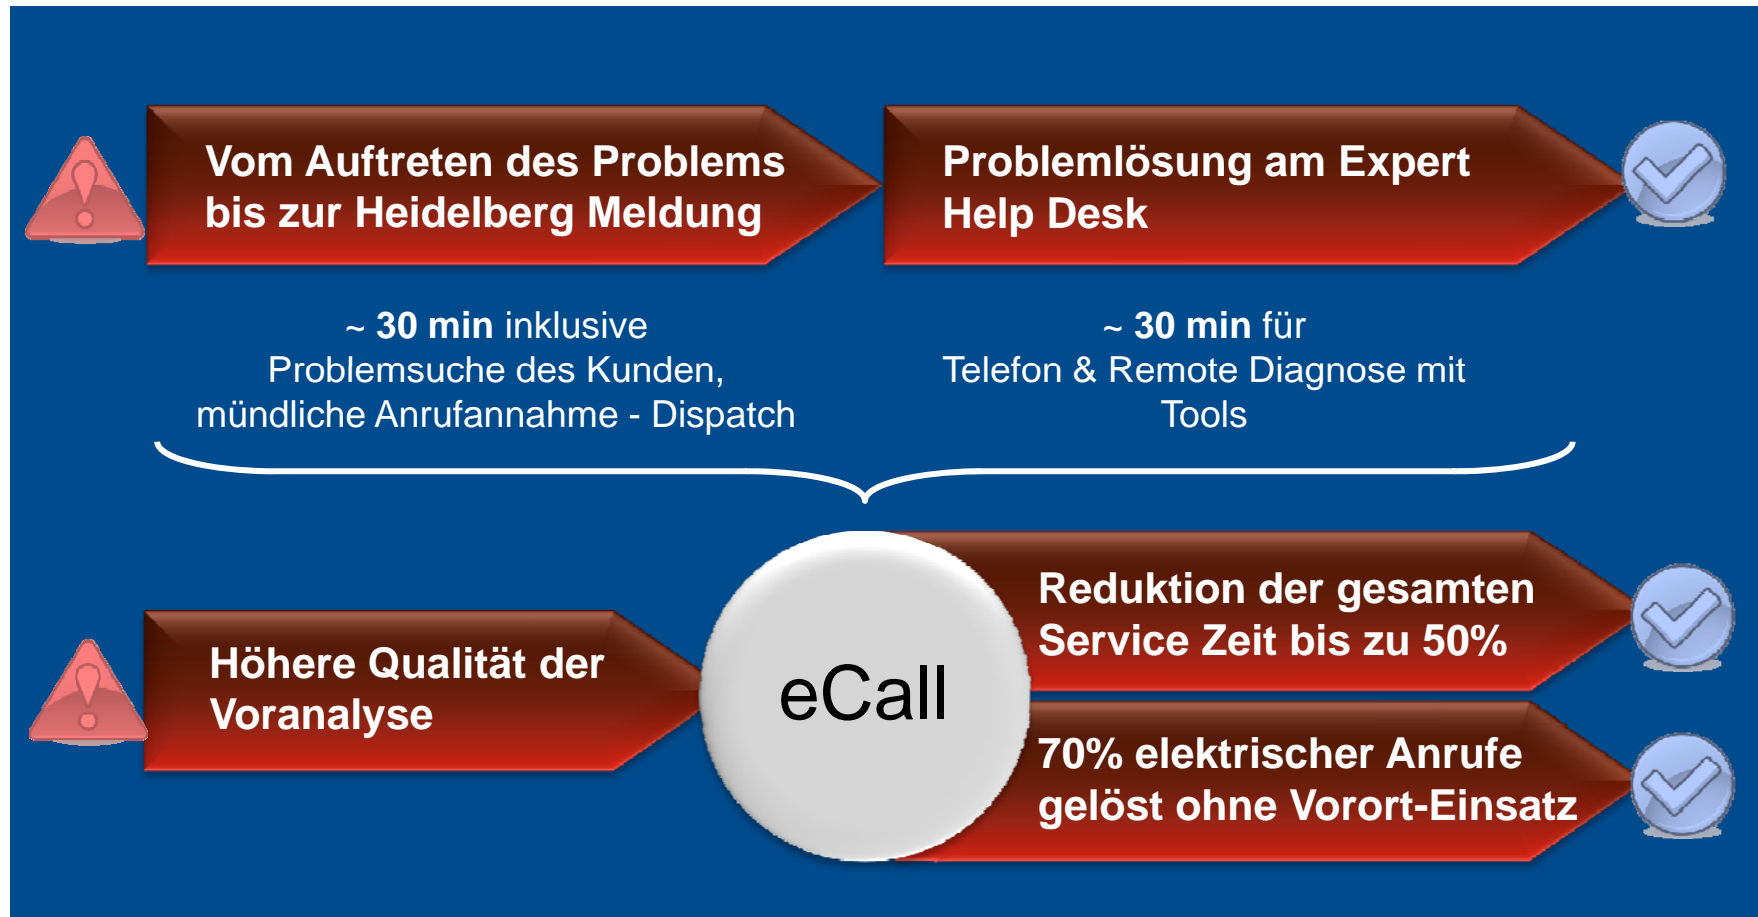 Vom Auftreten des Problems
bis zur Heidelberg Meldung
Problemlösung am Expert
Help Desk
~ 30 min inklusive
Problemsuche des Kunden,
mündliche Anrufannahme - Dispatch
~ 30 min für
Telefon & Remote Diagnose mit
Tools
Höhere Qualität der
Voranalyse
eCall
Reduktion der gesamten
Service Zeit bis zu 50%
70% elektrischer Anrufe
gelöst ohne Vorort-Einsatz